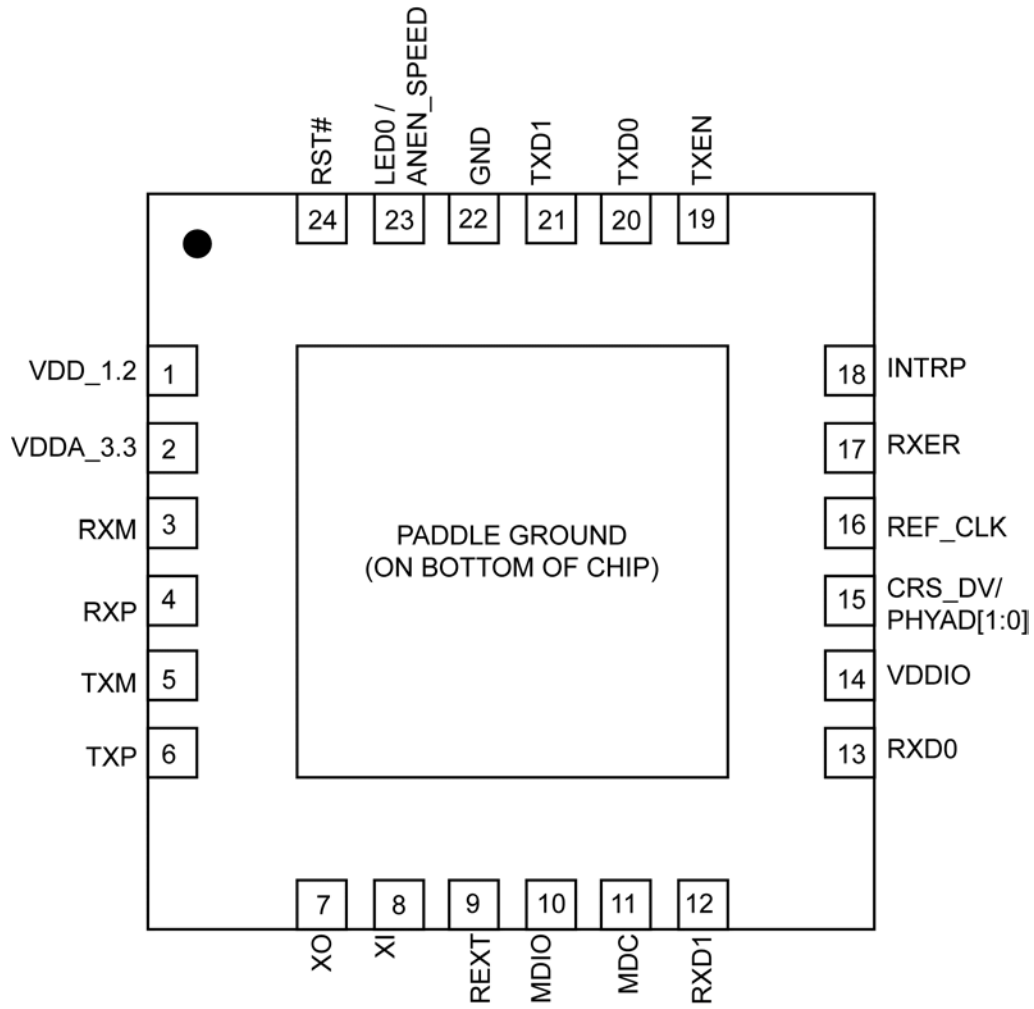 RST#
LED0 /
ANEN_SPEED
GND
TXD1
TXD0
TXEN
24
23
22
21
20
19
VDD_1.2
1
VDDA_3.3
2
RXM
3
RXP
4
TXM
5
TXP
6
PADDLE GROUND
(ON BOTTOM OF CHIP)
18
INTRP
17
RXER
16
REF_CLK
15
CRS_DV/
PHYAD[1:0]
14
VDDIO
13
RXD0
7
8
9
10
11
12
XO
XI
REXT
MDIO
MDC
RXD1